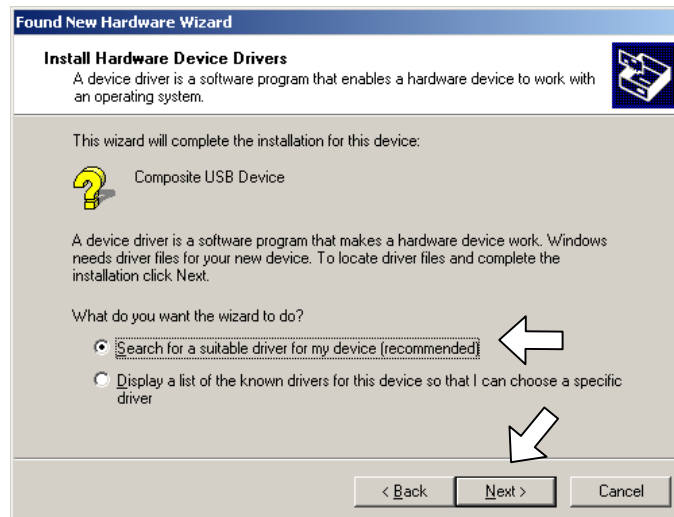 Found New Hardware Wizard
Install Hardware Device Drivers
A device driver is a software program that enables a hardware device to work with
an operating system.
This wizard will complete the installation for this device:
Composite USB Device
A device driver is a software program that makes a hardware device work. Windows
needs driver files for your new device. To locate driver files and complete the
installation click Next.
What do you want the wizard to do?
Search for a suitable driver for my device (recommended)
Display a list of the known drivers for this device so that I can choose a specific
driver
< Back
Next >
Cancel